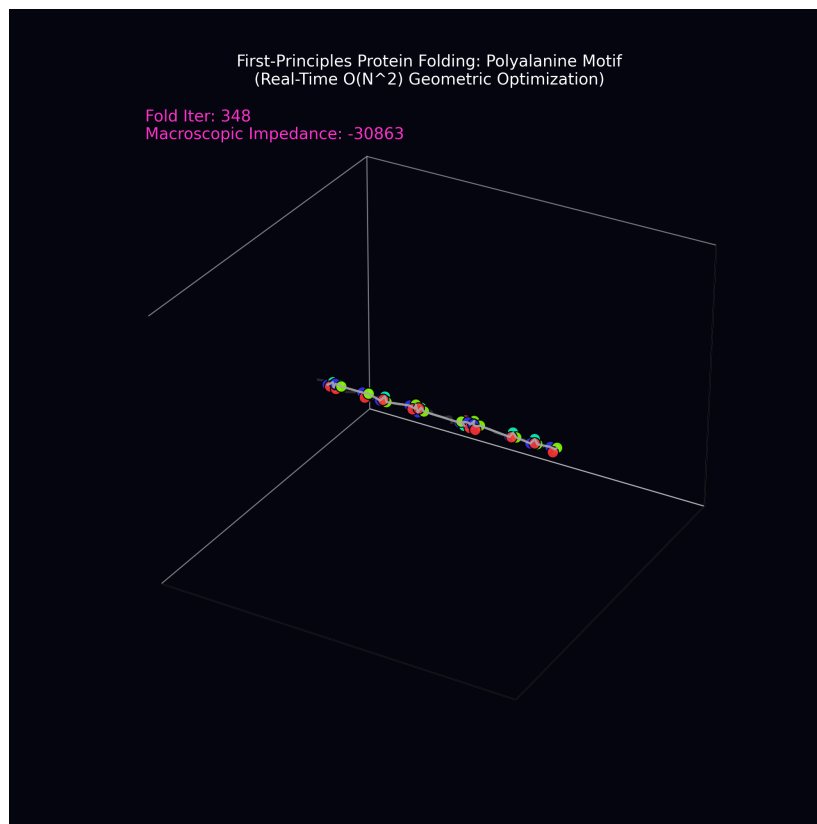 First-Principles Protein Folding: Polyalanine Motif
(Real-Time O(N^2) Geometric Optimization)
Fold Iter: 348
Macroscopic Impedance: -30863